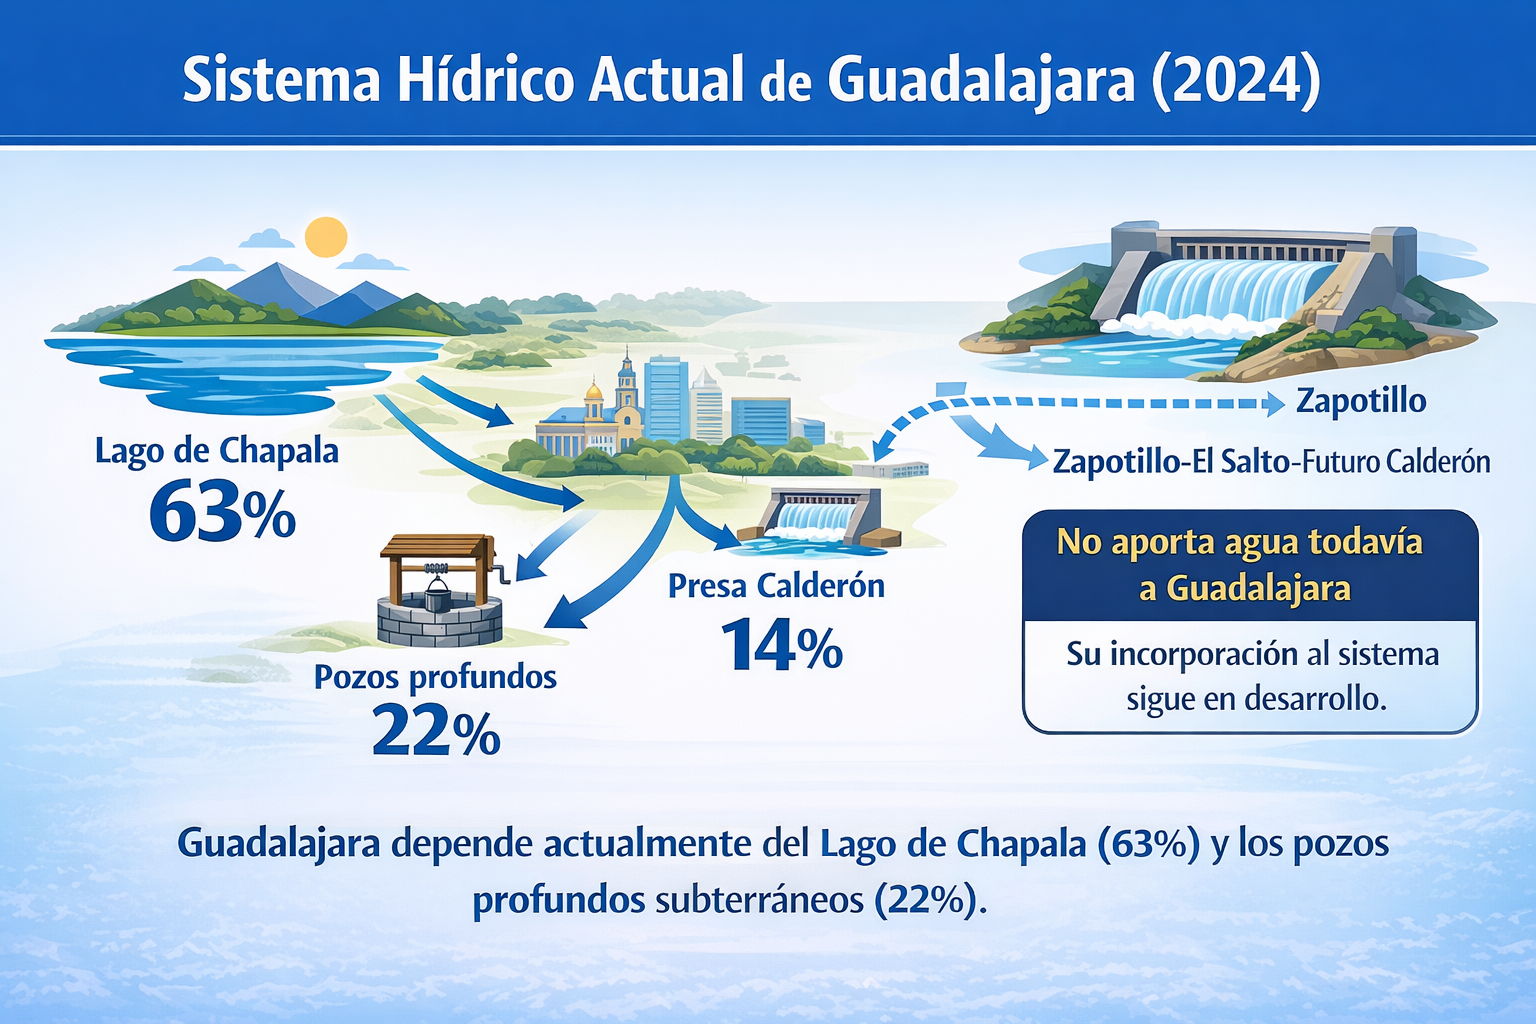 Sistema Hídrico Actual de Guadalajara (2024)
Lago de Chapala
63%
Pozos profundos
22%
Presa Calderón
14%
Zapotillo
Zapotillo-El Salto-Futuro Calderón
No aporta agua todavía
a Guadalajara
Su incorporación al sistema
sigue en desarrollo.
Guadalajara depende actualmente del Lago de Chapala (63%) y los pozos
profundos subterráneos (22%).